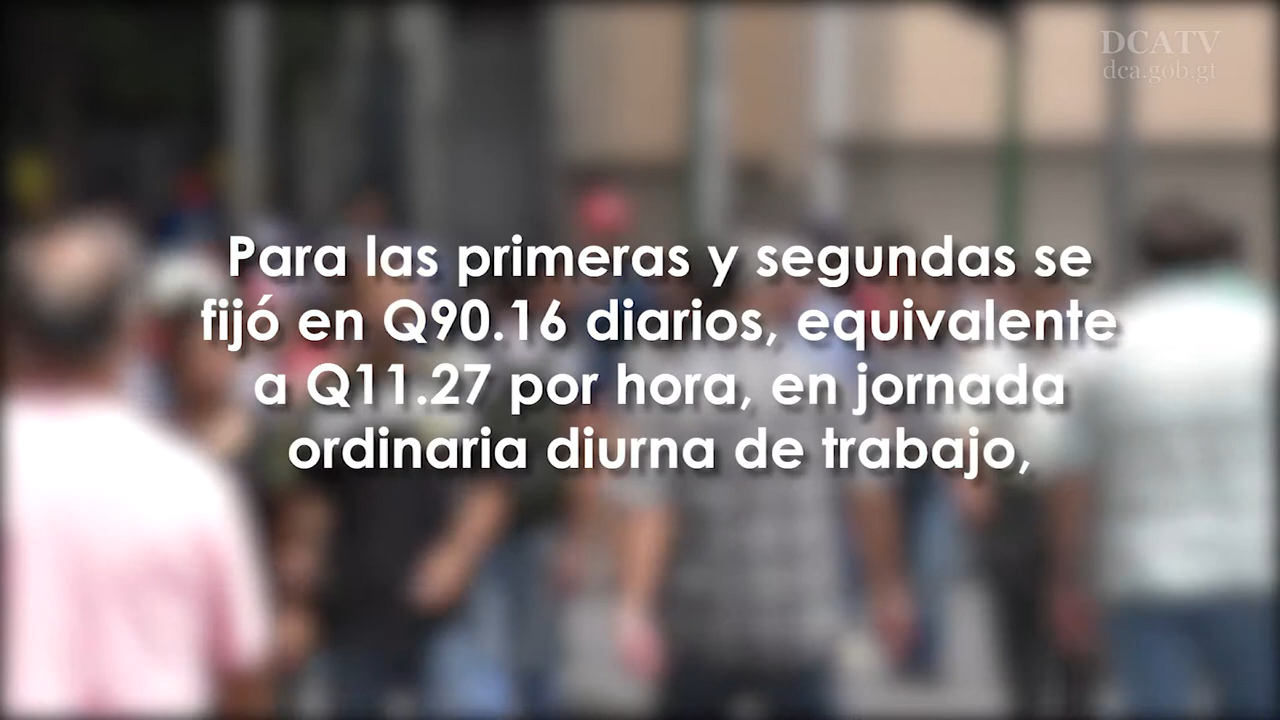 DCATV
dca.gob.gt
Para las primeras y segundas se
fijó en Q90.16 diarios, equivalente
a Q11.27 por hora, en jornada
ordinaria diurna de trabajo,